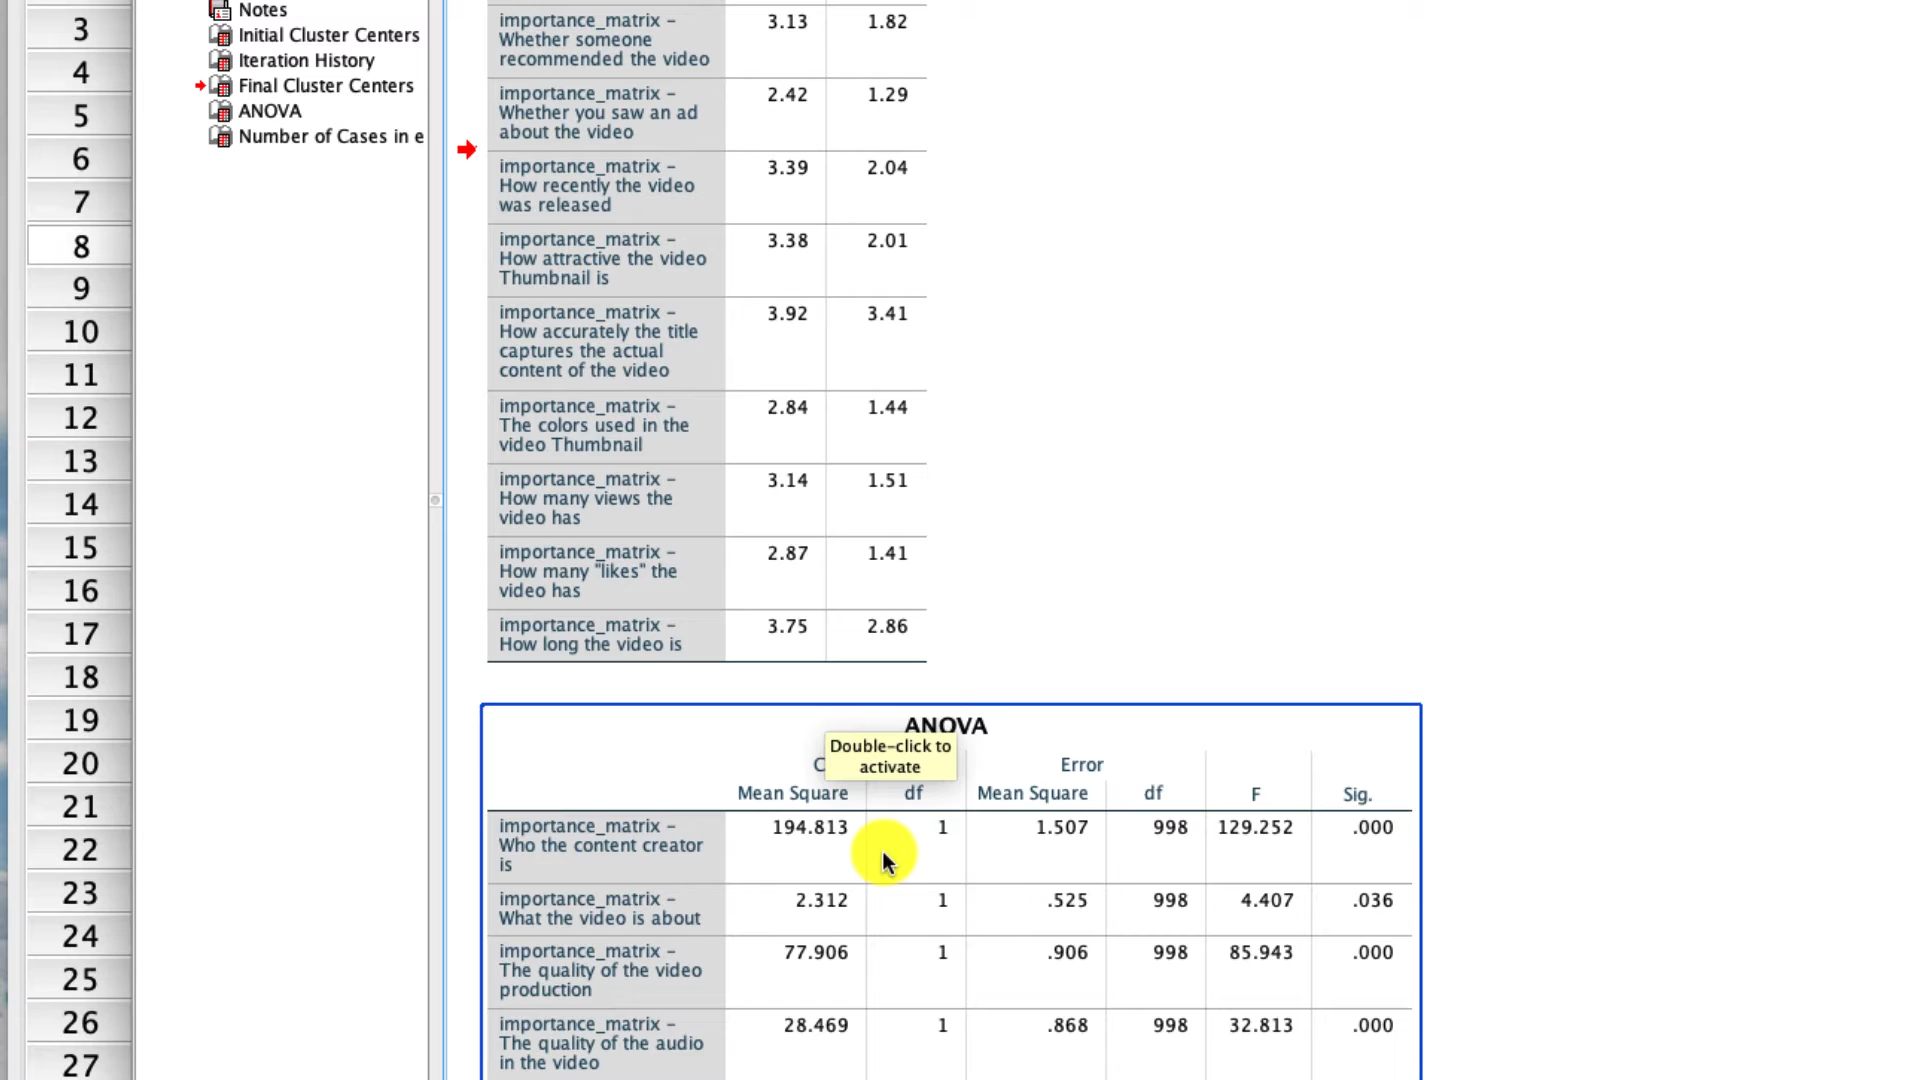 3
4
5
6
7
8
9
10
11
12
13
14
15
16
17
18
19
20
21
22
23
24
25
26
27
Notes
Initial Cluster Centers
Iteration History
Final Cluster Centers
ANOVA
Number of Cases in e
importance_matrix – 3.13 1.82
Whether someone
recommended the video
importance_matrix – 2.42 1.29
Whether you saw an ad
about the video
importance_matrix – 3.39 2.04
How recently the video
was released
importance_matrix – 3.38 2.01
How attractive the video
Thumbnail is
importance_matrix – 3.92 3.41
How accurately the title
captures the actual
content of the video
importance_matrix – 2.84 1.44
The colors used in the
video Thumbnail
importance_matrix – 3.14 1.51
How many views the
video has
importance_matrix – 2.87 1.41
How many "likes" the
video has
importance_matrix – 3.75 2.86
How long the video is
ANOVA
Double-click to
activate
Error
Mean Square df Mean Square df F Sig.
importance_matrix – 194.813 1 1.507 998 129.252 .000
Who the content creator
is
importance_matrix – 2.312 1 .525 998 4.407 .036
What the video is about
importance_matrix – 77.906 1 .906 998 85.943 .000
The quality of the video
production
importance_matrix – 28.469 1 .868 998 32.813 .000
The quality of the audio
in the video